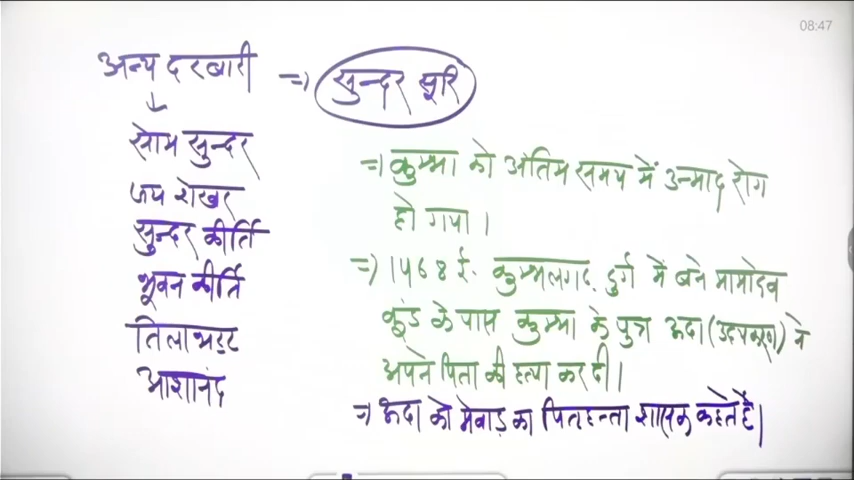 08:47
अन्य दरबारी => सुन्दर सूरि
सोम सुन्दर
जय शेखर
सुन्दर कीर्ति
भूवन कीर्ति
तिला भट्ट
आशानंद
=> कुम्भा को अंतिम समय में उन्माद रोग
हो गया।
=> 1468 ई. कुम्भलगढ़ दुर्ग में बने मामोदेव
कुंड के पास कुम्भा के पुत्र ऊदा (उदयकरण) ने
अपने पिता की हत्या कर दी।
=> ऊदा को मेवाड़ का पितृहन्ता शासक कहते हैं।